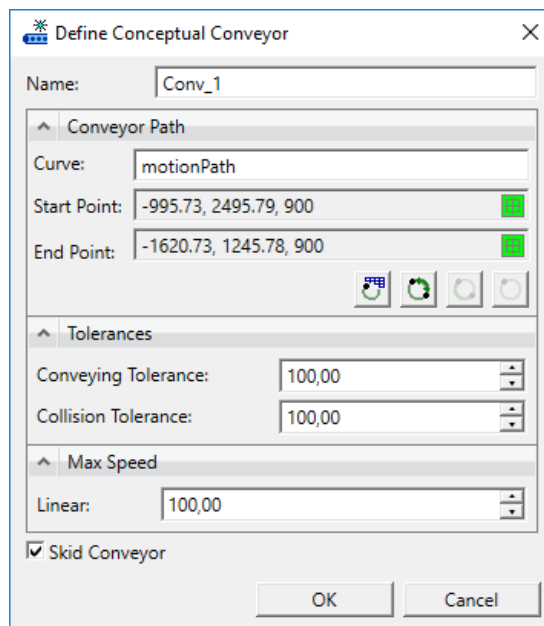 Define Conceptual Conveyor
Name: Conv_1
Conveyor Path
Curve: motionPath
Start Point: -995.73, 2495.79, 900
End Point: -1620.73, 1245.78, 900
Tolerances
Conveying Tolerance: 100,00
Collision Tolerance: 100,00
Max Speed
Linear: 100,00
Skid Conveyor
OK Cancel